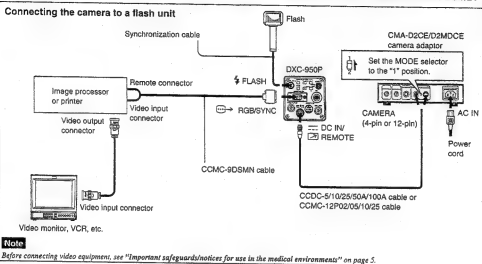 Connecting the camera to a flash unit
Flash
Synchronization cable
CMA-D2CE/D2MDCE
camera adaptor
DXC-950P
Set the MODE selector
to the "1" position.
FLASH
Remote connector
Image processor
or printer
RGB/SYNC
Video input
connector
CAMERA
(4-pin or 12-pin)
AC IN
Video output
connector
DC IN/
REMOTE
Power
cord
CCMC-9DSMN cable
CCDC-5/10/25/50A/100A cable or
CCMC-12P02/05/10/25 cable
Video input connector
Video monitor, VCR, etc.
Note
Before connecting video equipment, see "Important safeguards/notices for use in the medical environments" on page 5.